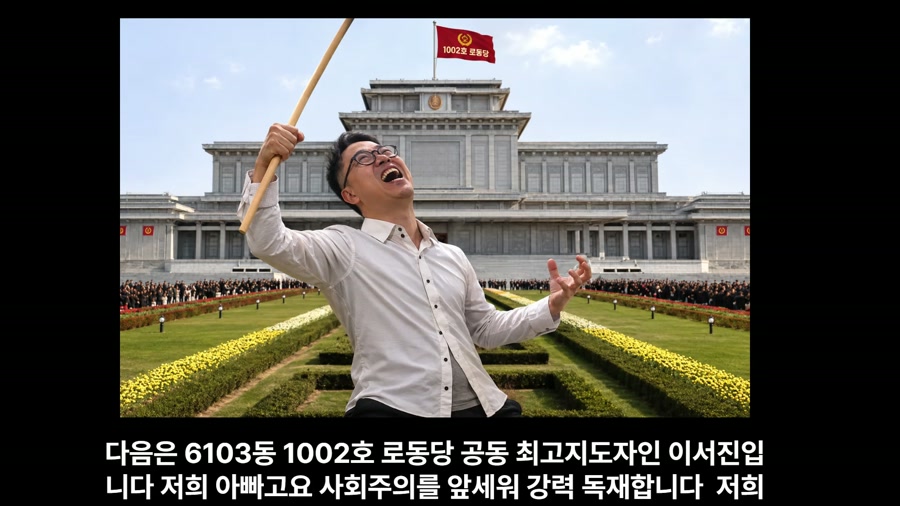 1002호 로동당
다음은 6103동 1002호 로동당 공동 최고지도자인 이서진입
니다 저희 아빠고요 사회주의를 앞세워 강력 독재합니다 저희